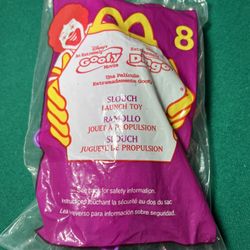 8
Disney's
An Extremely
Goofy
Movie
Dingo
Una Película
Extremadamente Goofy
SLOUCH
LAUNCH TOY
RAMOLLO
JOUET À PROPULSION
SLOUCH
JUGUETE DE PROPULSIÓN
See back for safety information.
Instructions touchant la sécurité au dos du sac
Lea el reverso para información sobre seguridad.